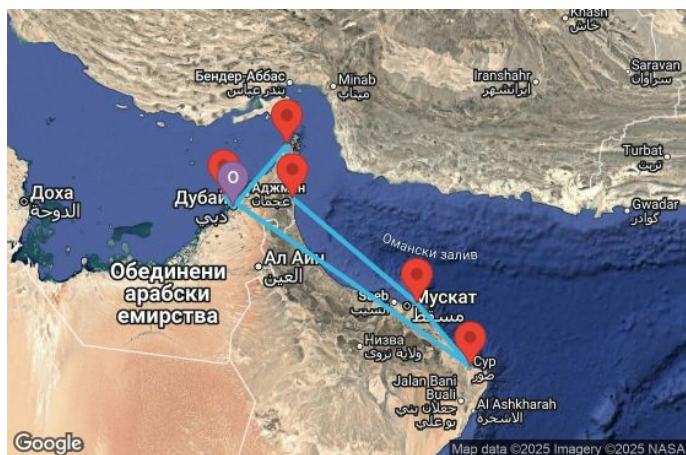 Khash
خاش
Бендер-Аббас
بندر عباس
Minab
میناب
Iranshahr
ایرانشهر
Saravan
سراوان
Turbat
تربت
Доха
الدوحة
O
Дубай
دبي
Аджман
عجمان
Gwadar
گوادر
Омански залив
Ал Аин
العين
Обединени
арабски
емирства
Seeb
السيب
Мускат
مسقط
Низва
ولاية نزوى
Сур
صور
Jalan Bani
Buali
جعلان بني
بو علي
Al Ashkharah
الأشخرة
Google
Map data ©2025 Imagery ©2025 NASA